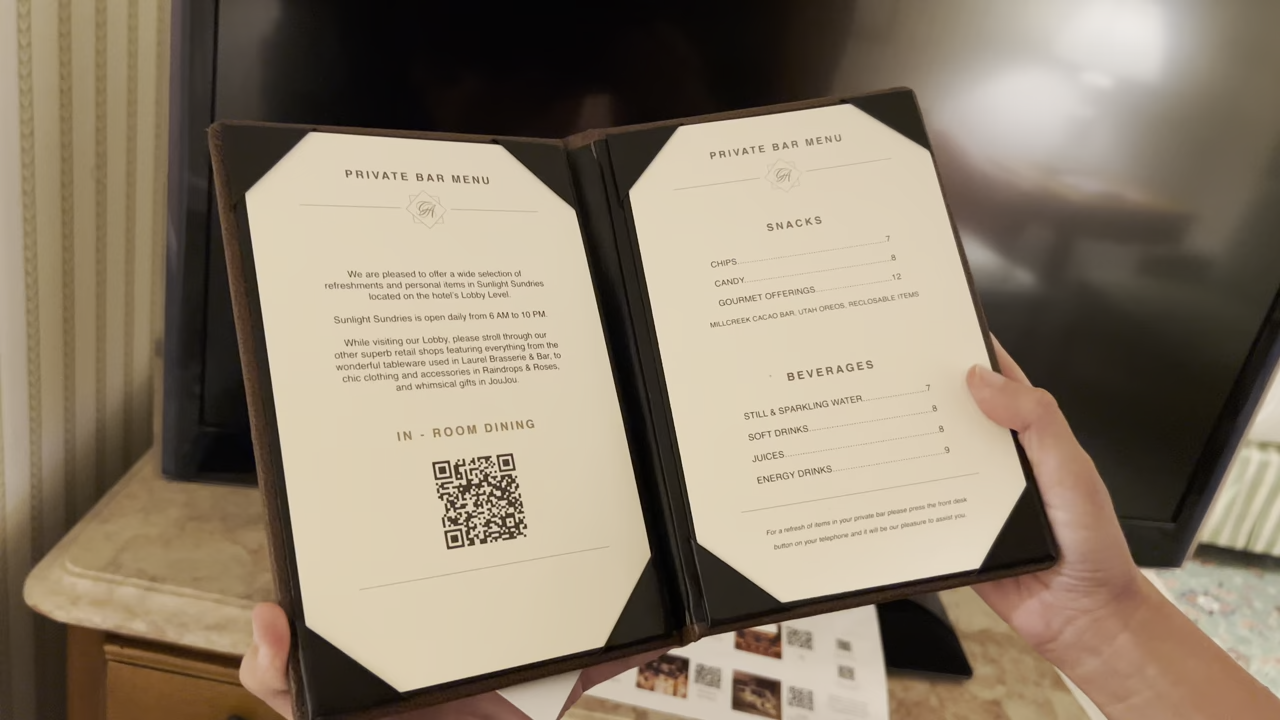 PRIVATE BAR MENU
GA
We are pleased to offer a wide selection of
refreshments and personal items in Sunlight Sundries
located on the hotel's Lobby Level.
Sunlight Sundries is open daily from 6 AM to 10 PM.
While visiting our Lobby, please scroll through our
other superb retail shops featuring everything from the
wonderful tableware used in Laurel Brasserie & Bar, to
chic clothing and accessories in Raindrops & Roses,
and whimsical gifts in JouJou.
IN - ROOM DINING
PRIVATE BAR MENU
GA
SNACKS
CHIPS 7
CANDY 8
GOURMET OFFERINGS 12
MILLCREEK CACAO BAR, UTAH OREOS, RECLOSABLE ITEMS
BEVERAGES
STILL & SPARKLING WATER 7
SOFT DRINKS 8
JUICES 8
ENERGY DRINKS 9
For a refresh of items in your private bar please press the front desk
button on your telephone and it will be our pleasure to assist you.